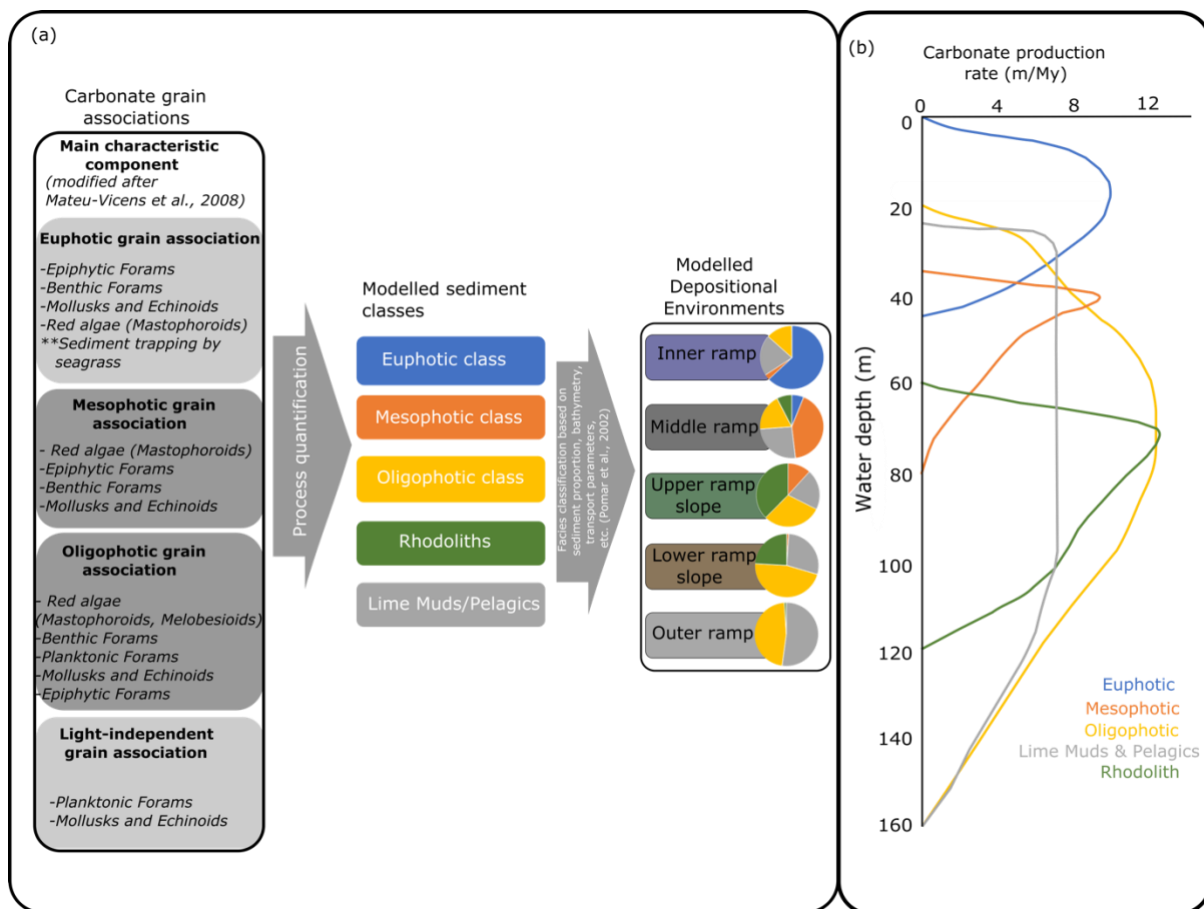 (a)
Carbonate grain
associations
Main characteristic
component
(modified after
Mateu-Vicens et al., 2008)
Euphotic grain association
-Epiphytic Forams
-Benthic Forams
-Mollusks and Echinoids
-Red algae (Mastophoroids)
**Sediment trapping by
seagrass
Mesophotic grain
association
- Red algae (Mastophoroids)
-Epiphytic Forams
-Benthic Forams
-Mollusks and Echinoids
Oligophotic grain
association
- Red algae
(Mastophoroids, Melobesioids)
-Benthic Forams
-Planktonic Forams
-Mollusks and Echinoids
-Epiphytic Forams
Light-independent
grain association
-Planktonic Forams
-Mollusks and Echinoids
Process quantification
Modelled sediment
classes
Euphotic class
Mesophotic class
Oligophotic class
Rhodoliths
Lime Muds/Pelagics
Facies classification based on
sediment proportion, bathymetry,
transport parameters,
etc. (Pomar et al., 2002)
Modelled
Depositional
Environments
Inner ramp
Middle ramp
Upper ramp
slope
Lower ramp
slope
Outer ramp
(b)
Carbonate production
rate (m/My)
0 4 8 12
Water depth (m)
0
20
40
60
80
100
120
140
160
Euphotic
Mesophotic
Oligophotic
Lime Muds & Pelagics
Rhodolith